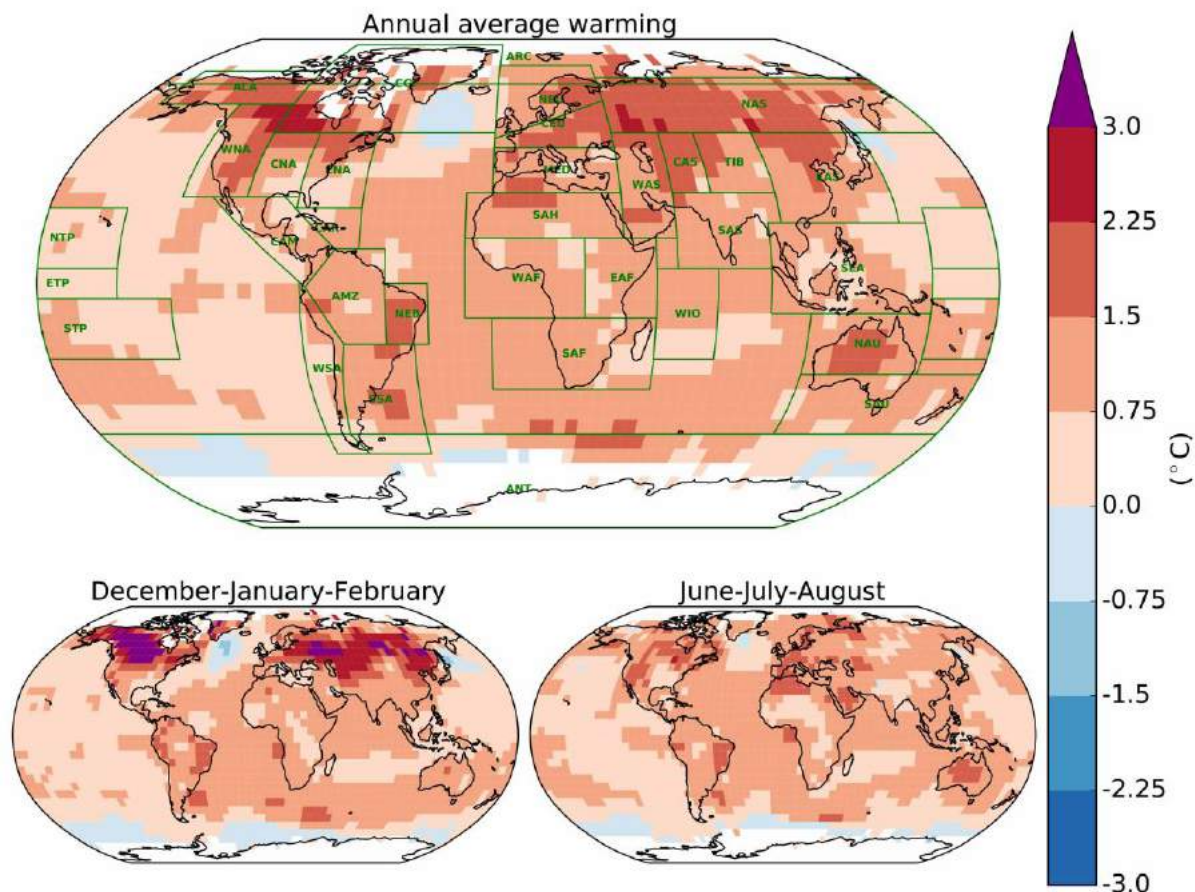 Annual average warming
ARC
ALA
CGI
NEU
NAS
CEU
WNA
CNA
ENA
MED
CAS
TIB
EAS
WAS
SAH
SAS
NTP
CAR
CAM
SEA
ETP
WAF
EAF
AMZ
NEB
WIO
STP
NAU
SAF
WSA
SSA
SAU
ANT
3.0
2.25
1.5
0.75
0.0
-0.75
-1.5
-2.25
-3.0
(°C)
December-January-February
June-July-August